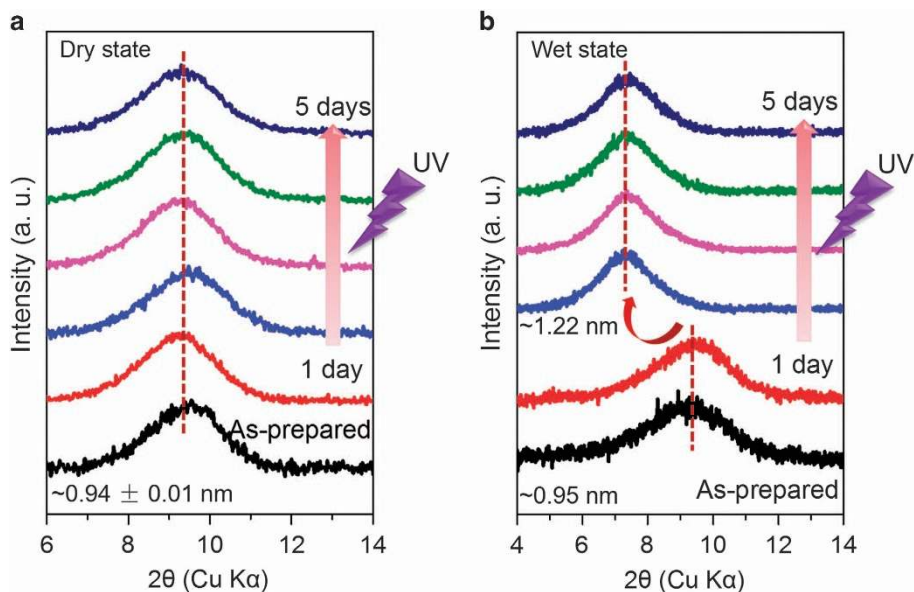 a
Dry state
5 days
UV
1 day
As-prepared
~0.94 ± 0.01 nm
Intensity (a. u.)
6 8 10 12 14
2θ (Cu Kα)
b
Wet state
5 days
UV
~1.22 nm
1 day
As-prepared
~0.95 nm
Intensity (a. u.)
4 6 8 10 12 14
2θ (Cu Kα)